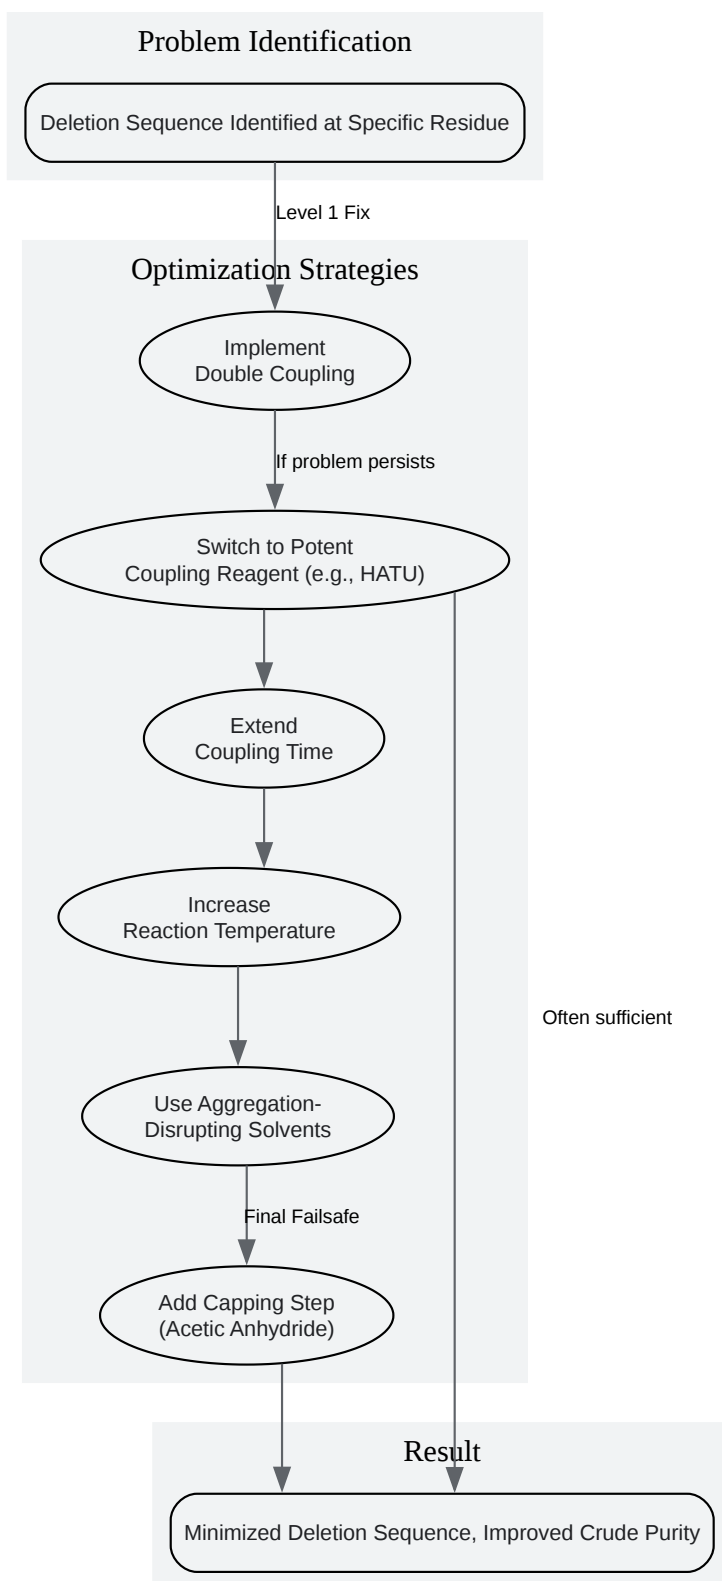 Problem Identification
Deletion Sequence Identified at Specific Residue
Level 1 Fix
Optimization Strategies
Implement
Double Coupling
If problem persists
Switch to Potent
Coupling Reagent (e.g., HATU)
Extend
Coupling Time
Increase
Reaction Temperature
Often sufficient
Use Aggregation-
Disrupting Solvents
Final Failsafe
Add Capping Step
(Acetic Anhydride)
Result
Minimized Deletion Sequence, Improved Crude Purity